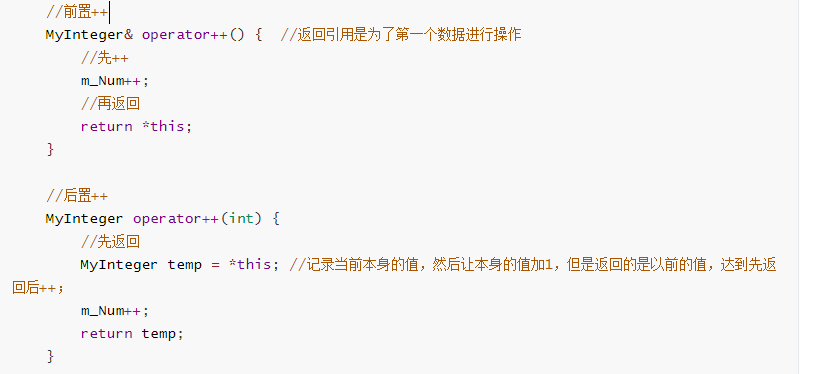 //前置++
MyInteger& operator++() {  //返回引用是为了第一个数据进行操作
//先++
m_Num++;
//再返回
return *this;
}
//后置++
MyInteger operator++(int) {
//先返回
MyInteger temp = *this; //记录当前本身的值，然后让本身的值加1，但是返回的是以前的值，达到先返
回后++；
m_Num++;
return temp;
}